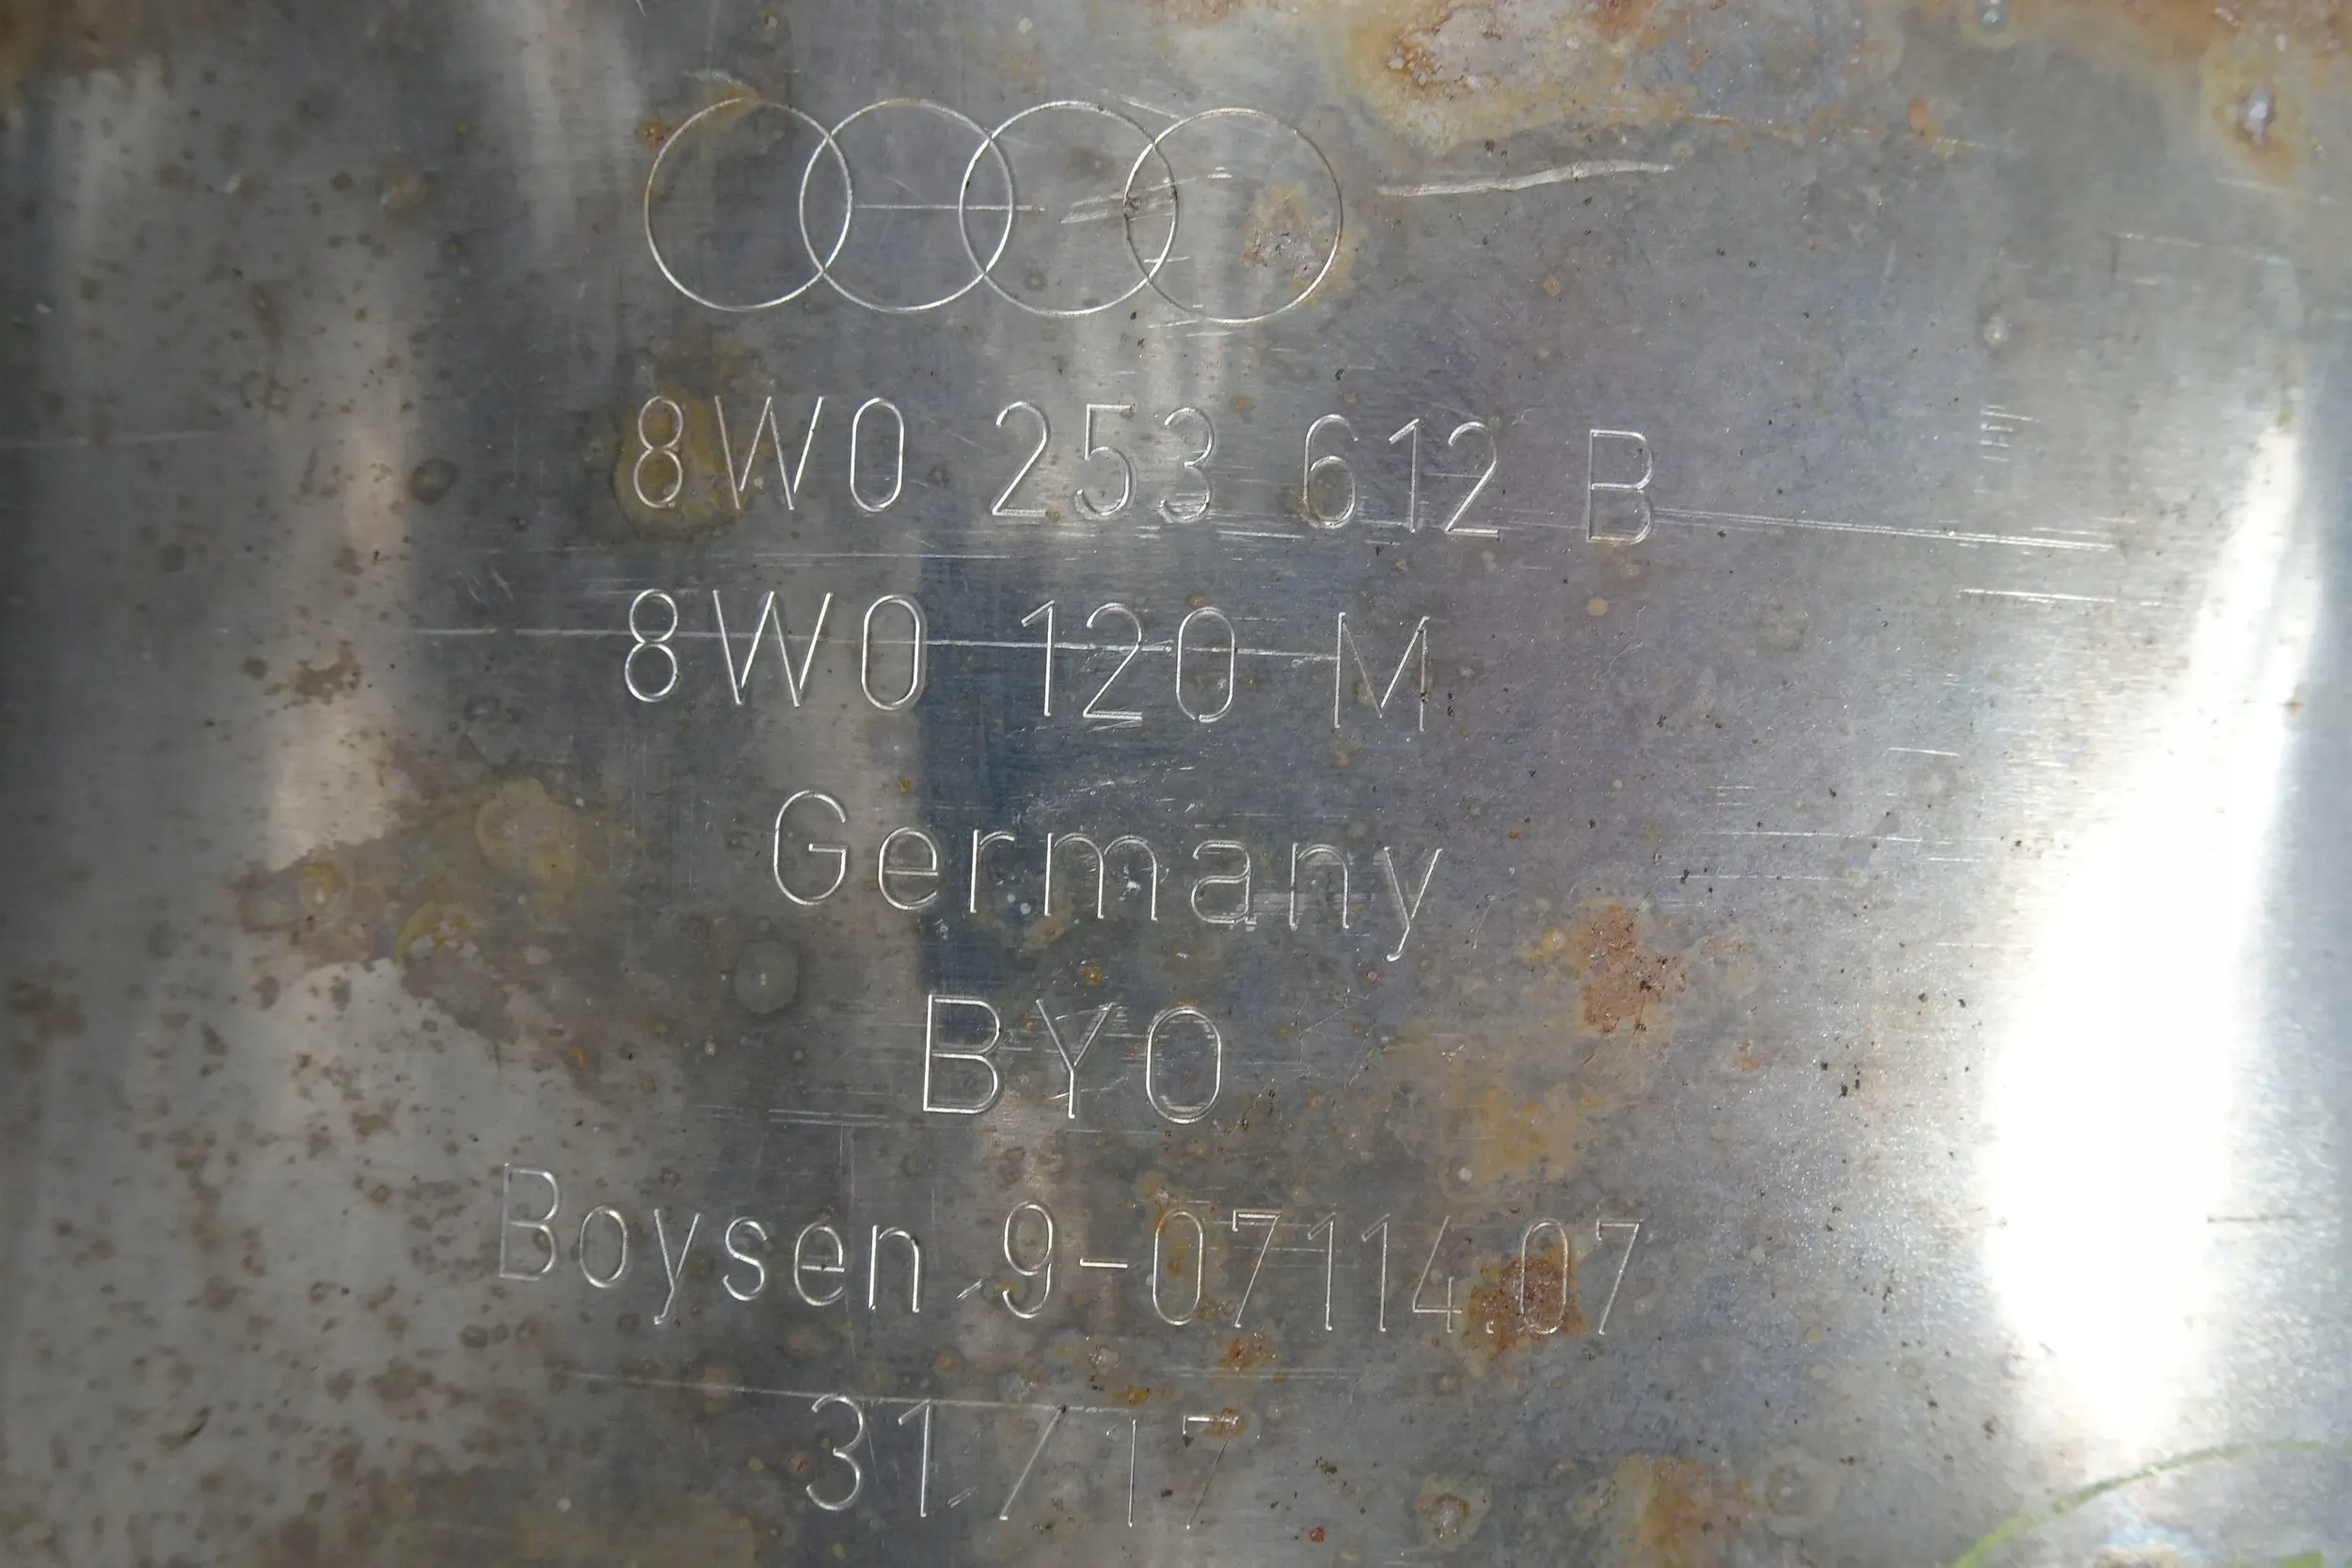 8W0 253 612 B
8W0 120 M
Germany
BYO
Boysen 9-07114.07
31/17